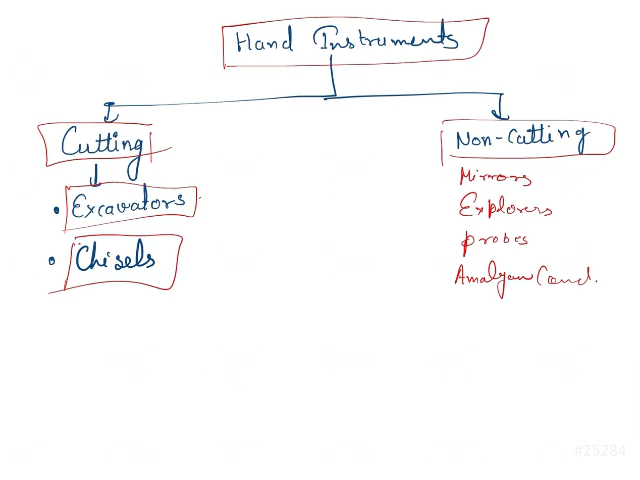 Hand Instruments
Cutting
Non-Cutting
• Excavators
• Chisels
Mirrors
Explorers
probes
Amalgam Cond.
#25284